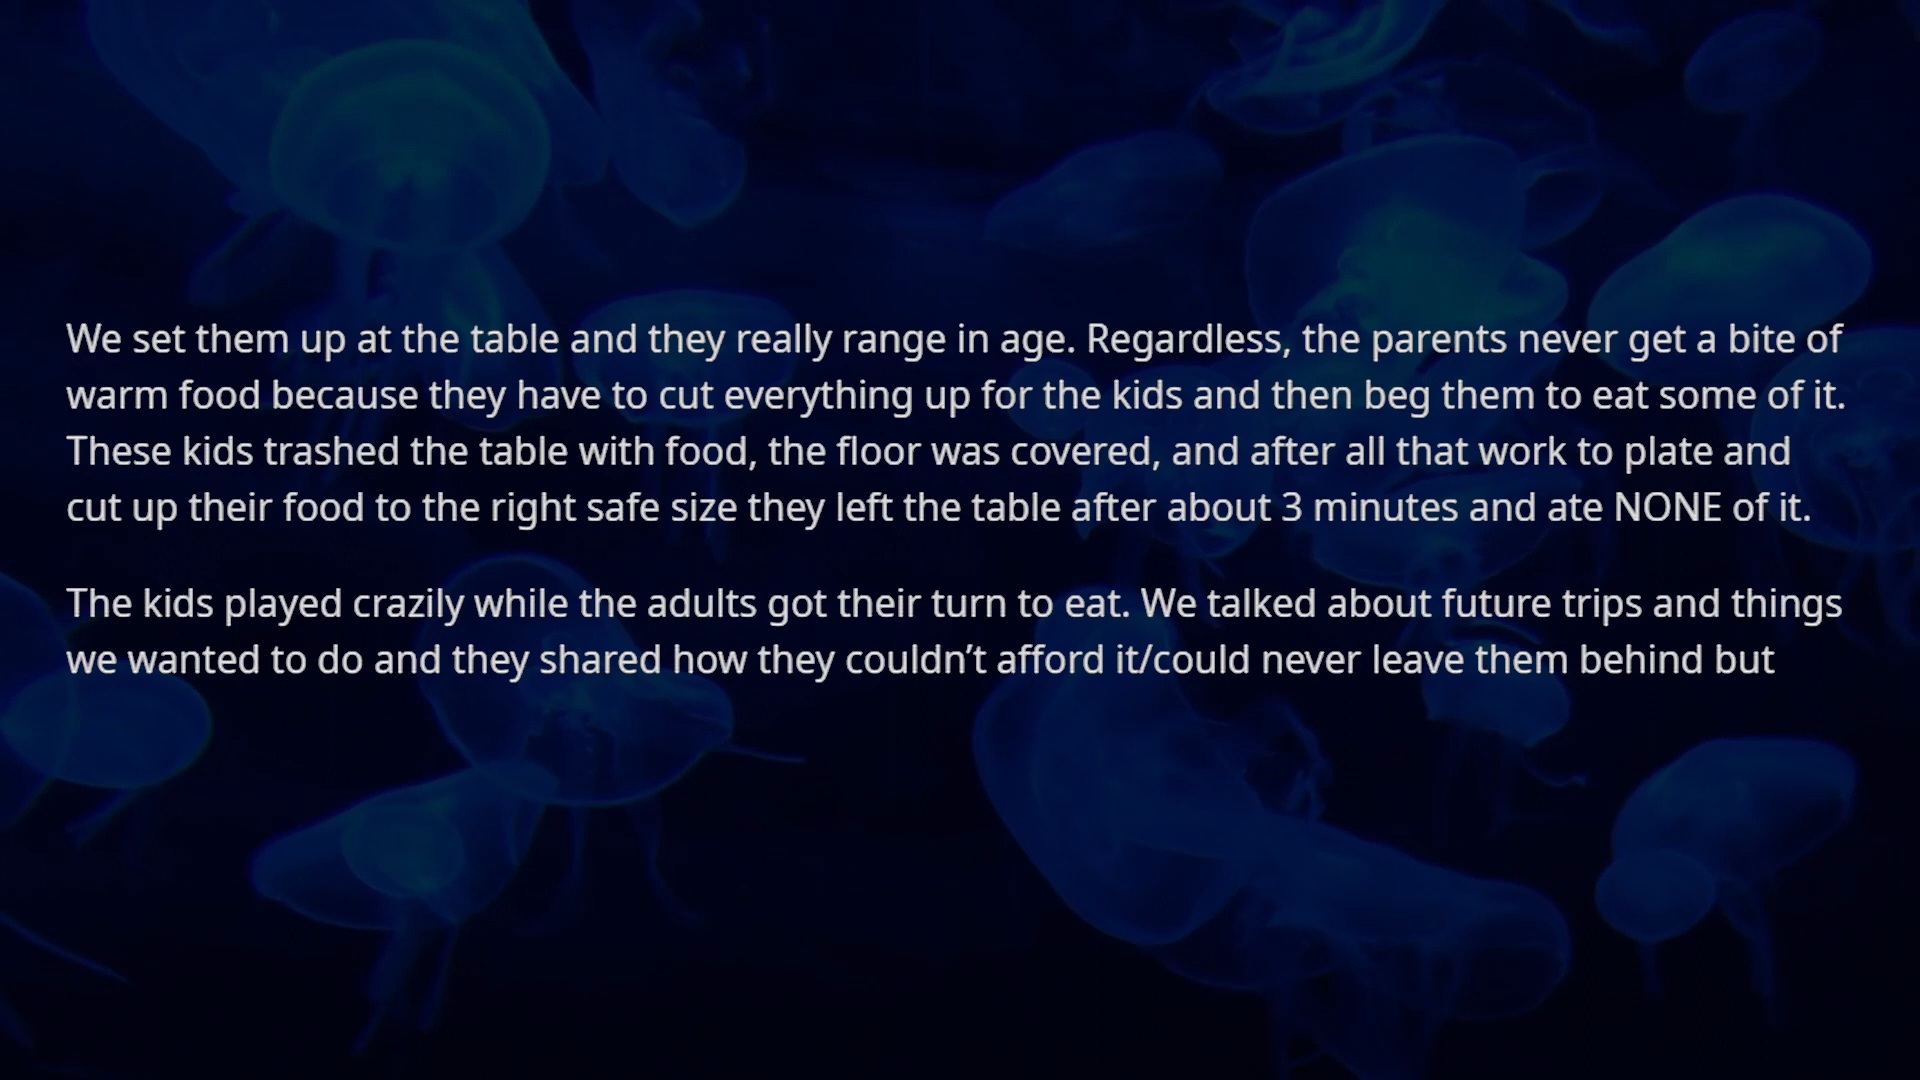 We set them up at the table and they really range in age. Regardless, the parents never get a bite of
warm food because they have to cut everything up for the kids and then beg them to eat some of it.
These kids trashed the table with food, the floor was covered, and after all that work to plate and
cut up their food to the right safe size they left the table after about 3 minutes and ate NONE of it.
The kids played crazily while the adults got their turn to eat. We talked about future trips and things
we wanted to do and they shared how they couldn’t afford it/could never leave them behind but